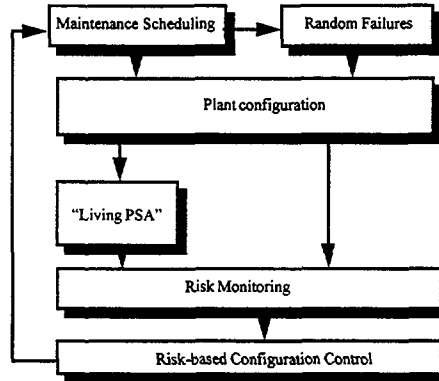 Maintenance Scheduling
Random Failures
Plant configuration
“Living PSA”
Risk Monitoring
Risk-based Configuration Control